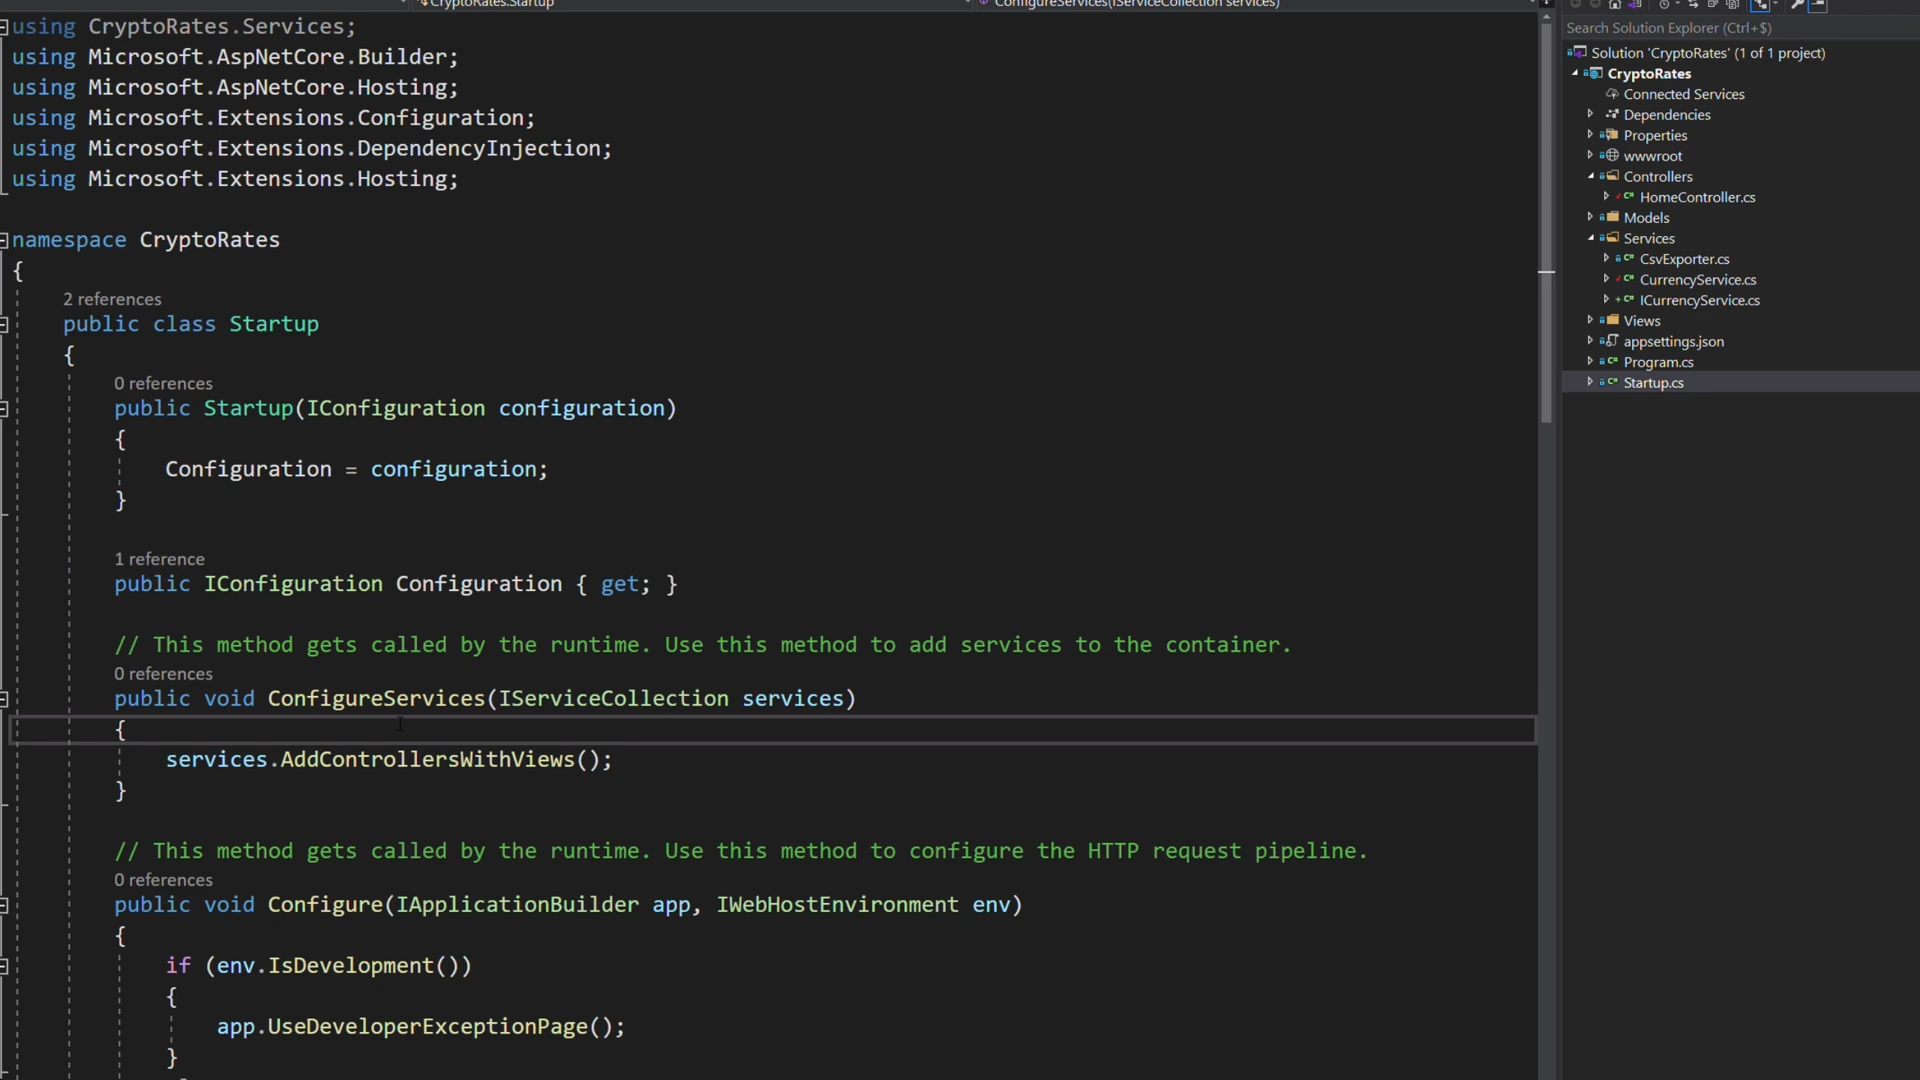 CryptoRates.Startup
ConfigureServices(IServiceCollection services)
using CryptoRates.Services;
using Microsoft.AspNetCore.Builder;
using Microsoft.AspNetCore.Hosting;
using Microsoft.Extensions.Configuration;
using Microsoft.Extensions.DependencyInjection;
using Microsoft.Extensions.Hosting;
namespace CryptoRates
{
2 references
public class Startup
{
0 references
public Startup(IConfiguration configuration)
{
Configuration = configuration;
}
1 reference
public IConfiguration Configuration { get; }
// This method gets called by the runtime. Use this method to add services to the container.
0 references
public void ConfigureServices(IServiceCollection services)
{
services.AddControllersWithViews();
}
// This method gets called by the runtime. Use this method to configure the HTTP request pipeline.
0 references
public void Configure(IApplicationBuilder app, IWebHostEnvironment env)
{
if (env.IsDevelopment())
{
app.UseDeveloperExceptionPage();
}
Search Solution Explorer (Ctrl+$)
Solution 'CryptoRates' (1 of 1 project)
CryptoRates
Connected Services
Dependencies
Properties
wwwroot
Controllers
C# HomeController.cs
Models
Services
C# CsvExporter.cs
C# CurrencyService.cs
C# ICurrencyService.cs
Views
appsettings.json
C# Program.cs
C# Startup.cs